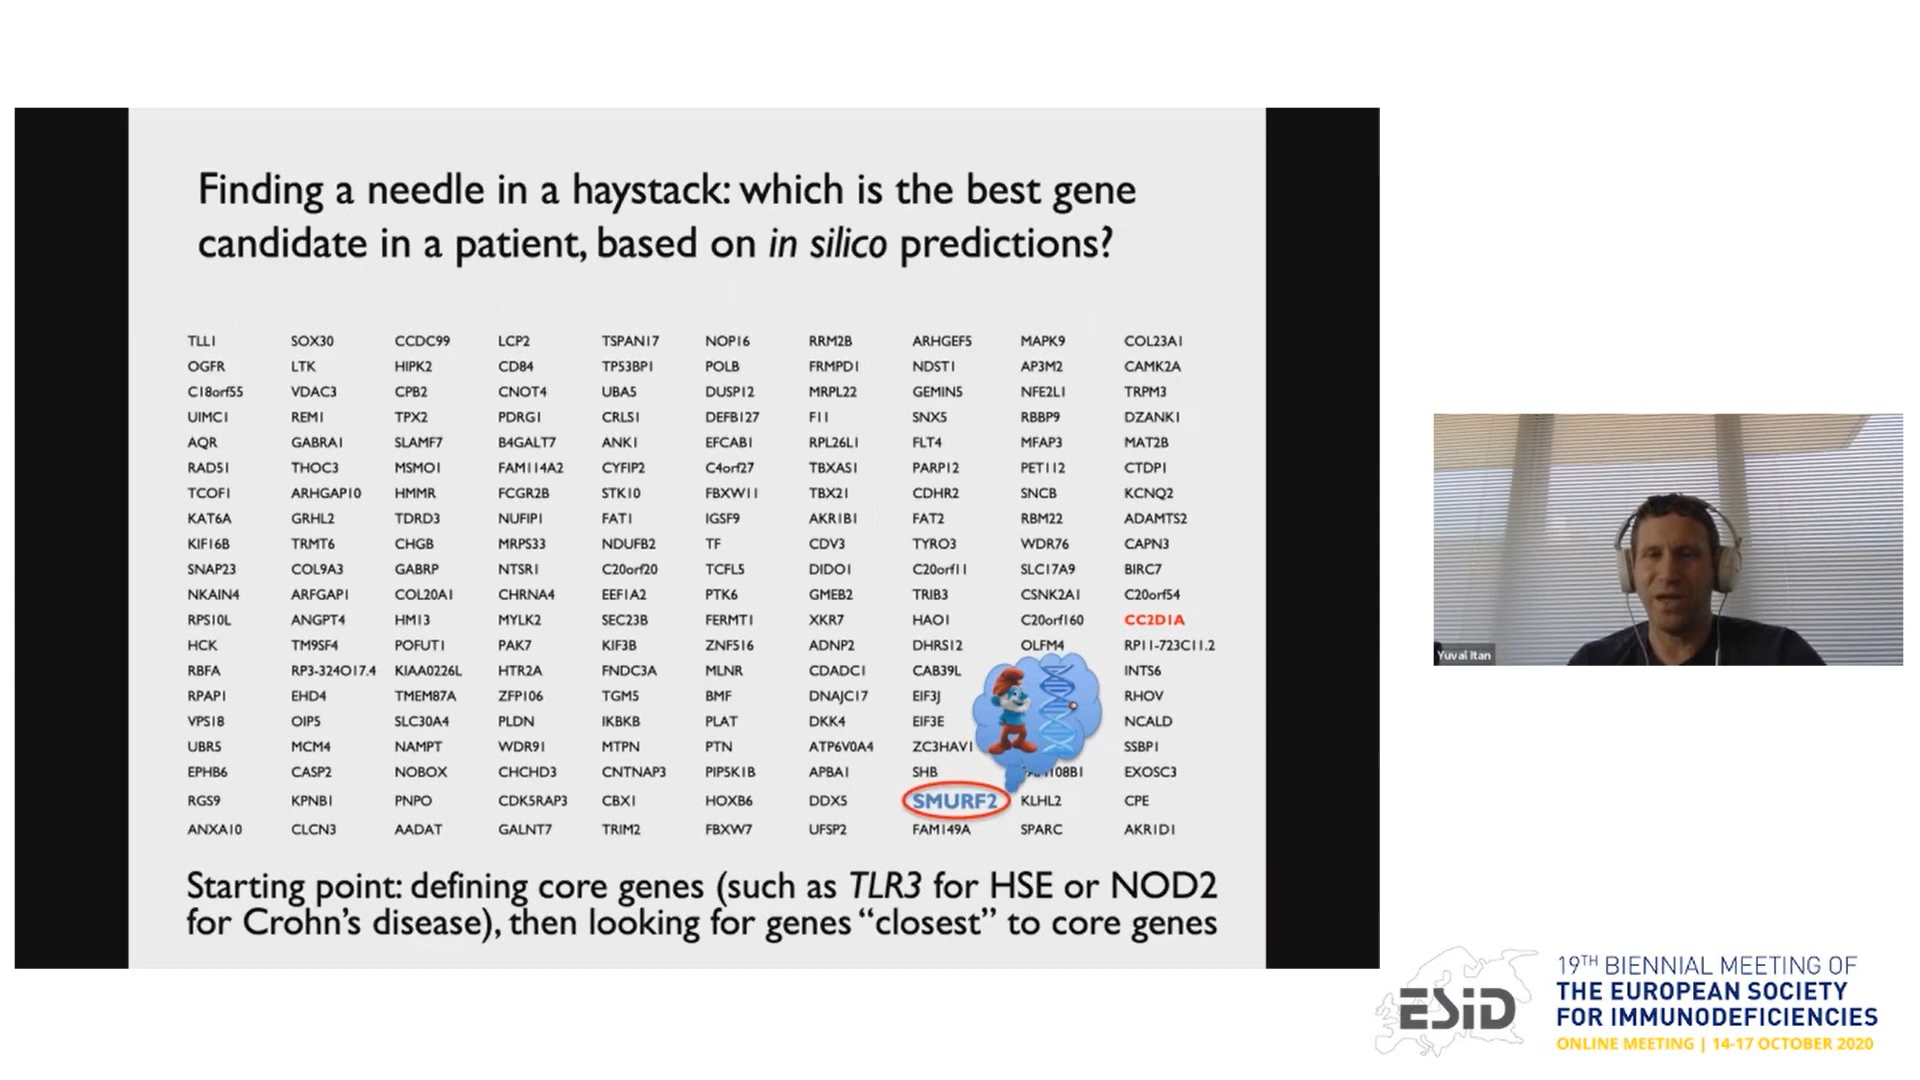 Finding a needle in a haystack: which is the best gene
candidate in a patient, based on in silico predictions?
TLL1 SOX30 CCDC99 LCP2 TSPAN17 NOP16 RRM2B ARHGEF5 MAPK9 COL23A1
OGFR LTK HIPK2 CD84 TP53BP1 POLB FRMPD1 NDST1 AP3M2 CAMK2A
C18orf55 VDAC3 CPB2 CNOT4 UBA5 DUSP12 MRPL22 GEMIN5 NFE2L1 TRPM3
UIMC1 REM1 TPX2 PDRG1 CRLS1 DEFB127 F11 SNX5 RBBP9 DZANK1
AQR GABRA1 SLAMF7 B4GALT7 ANK1 EFCAB1 RPL26L1 FLT4 MFAP3 MAT2B
RAD51 THOC3 MSMO1 FAM114A2 CYFIP2 C4orf27 TBXAS1 PARP12 PET112 CTDP1
TCOF1 ARHGAP10 HMMR FCGR2B STK10 FBXW11 TBX21 CDHR2 SNCB KCNQ2
KAT6A GRHL2 TDRD3 NUFIP1 FAT1 IGSF9 AKR1B1 FAT2 RBM22 ADAMTS2
KIF16B TRMT6 CHGB MRPS33 NDUFB2 TF CDV3 TYRO3 WDR76 CAPN3
SNAP23 COL9A3 GABRP NTSR1 C20orf20 TCFL5 DIDO1 C20orf11 SLC17A9 BIRC7
NKAIN4 ARFGAP1 COL20A1 CHRNA4 EEF1A2 PTK6 GMEB2 TRIB3 CSNK2A1 C20orf54
RPS10L ANGPT4 HM13 MYLK2 SEC23B FERMT1 XKR7 HAO1 C20orf160 CC2D1A
HCK TM9SF4 POFUT1 PAK7 KIF3B ZNF516 ADNP2 DHRS12 OLFM4 RP11-723C11.2
RBFA RP3-324O17.4 KIAA0226L HTR2A FNDC3A MLNR CDADC1 CAB39L INTS6
RPAP1 EHD4 TMEM87A ZFP106 TGM5 BMF DNAJC17 EIF3J RHOV
VPS18 OIP5 SLC30A4 PLDN IKBKB PLAT DKK4 EIF3E NCALD
UBR5 MCM4 NAMPT WDR91 MTPN PTN ATP6V0A4 ZC3HAV1 SSBP1
EPHB6 CASP2 NOBOX CHCHD3 CNTNAP3 PIP5K1B APBA1 SHB EXOSC3
RGS9 KPNB1 PNPO CDK5RAP3 CBX1 HOXB6 DDX5 SMURF2 KLHL2 CPE
ANXA10 CLCN3 AADAT GALNT7 TRIM2 FBXW7 UFSP2 FAM149A SPARC AKR1D1
Starting point: defining core genes (such as TLR3 for HSE or NOD2
for Crohn's disease), then looking for genes “closest” to core genes
Yuval Itan
ESiD
19TH BIENNIAL MEETING OF
THE EUROPEAN SOCIETY
FOR IMMUNODEFICIENCIES
ONLINE MEETING | 14-17 OCTOBER 2020